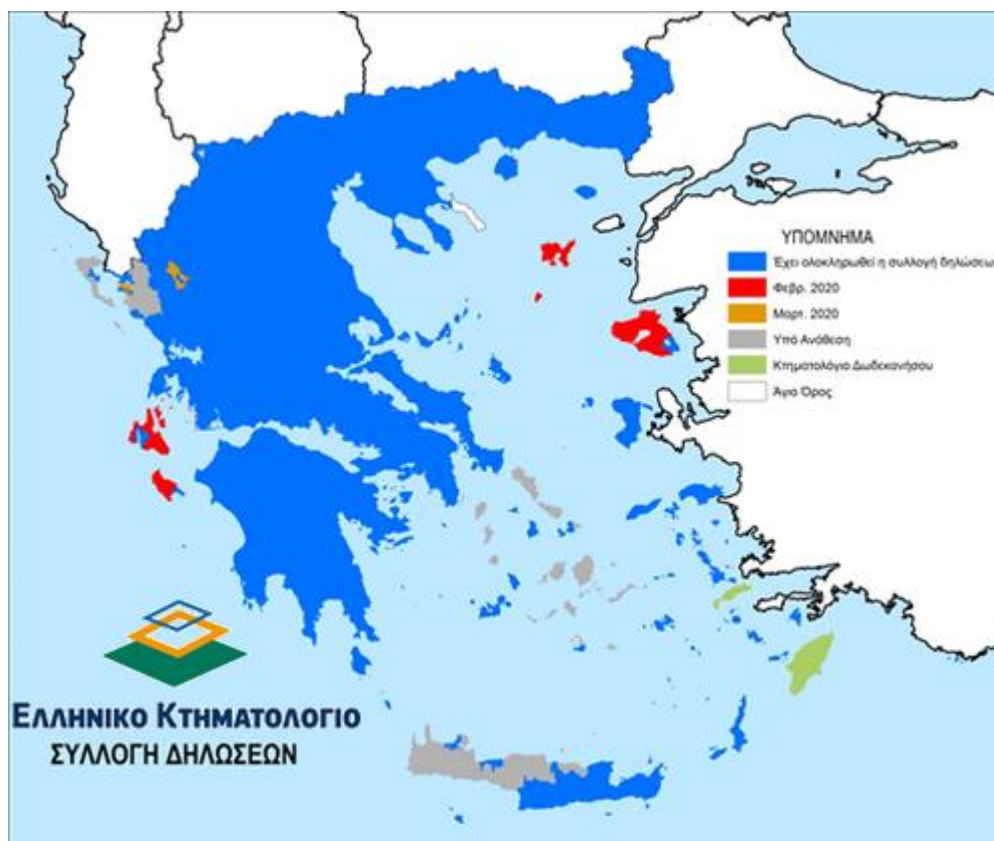 ΥΠΟΜΝΗΜΑ
Έχει ολοκληρωθεί η συλλογή δηλώσεω
Φεβρ. 2020
Μαρτ. 2020
Υπό Ανάθεση
Κτηματολόγιο Δωδεκανήσου
Άγιο Όρος
ΕΛΛΗΝΙΚΟ ΚΤΗΜΑΤΟΛΟΓΙΟ
ΣΥΛΛΟΓΗ ΔΗΛΩΣΕΩΝ